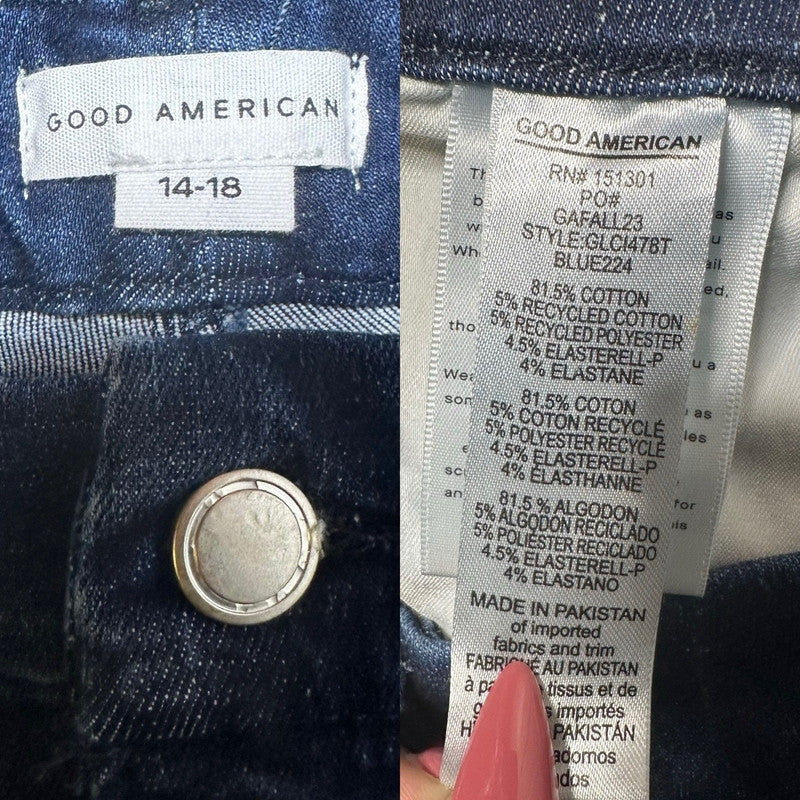 GOOD AMERICAN
14-18
GOOD AMERICAN
RN# 151301
PO#
GAFALL23
STYLE:GLCI478T
BLUE224
81.5% COTTON
5% RECYCLED COTTON
5% RECYCLED POLYESTER
4.5% ELASTERELL-P
4% ELASTANE
81.5% COTON
5% COTON RECYCLÉ
5% POLYESTER RECYCLÉ
4.5% ELASTERELL-P
4% ÉLASTHANNE
81.5 % ALGODON
5% ALGODON RECICLADO
5% POLIESTER RECICLADO
4.5% ELASTERELL-P
4% ELASTANO
MADE IN PAKISTAN
of imported
fabrics and trim
FABRIQUÉ AU PAKISTAN
à tissus et de
importés
PAKISTÁN